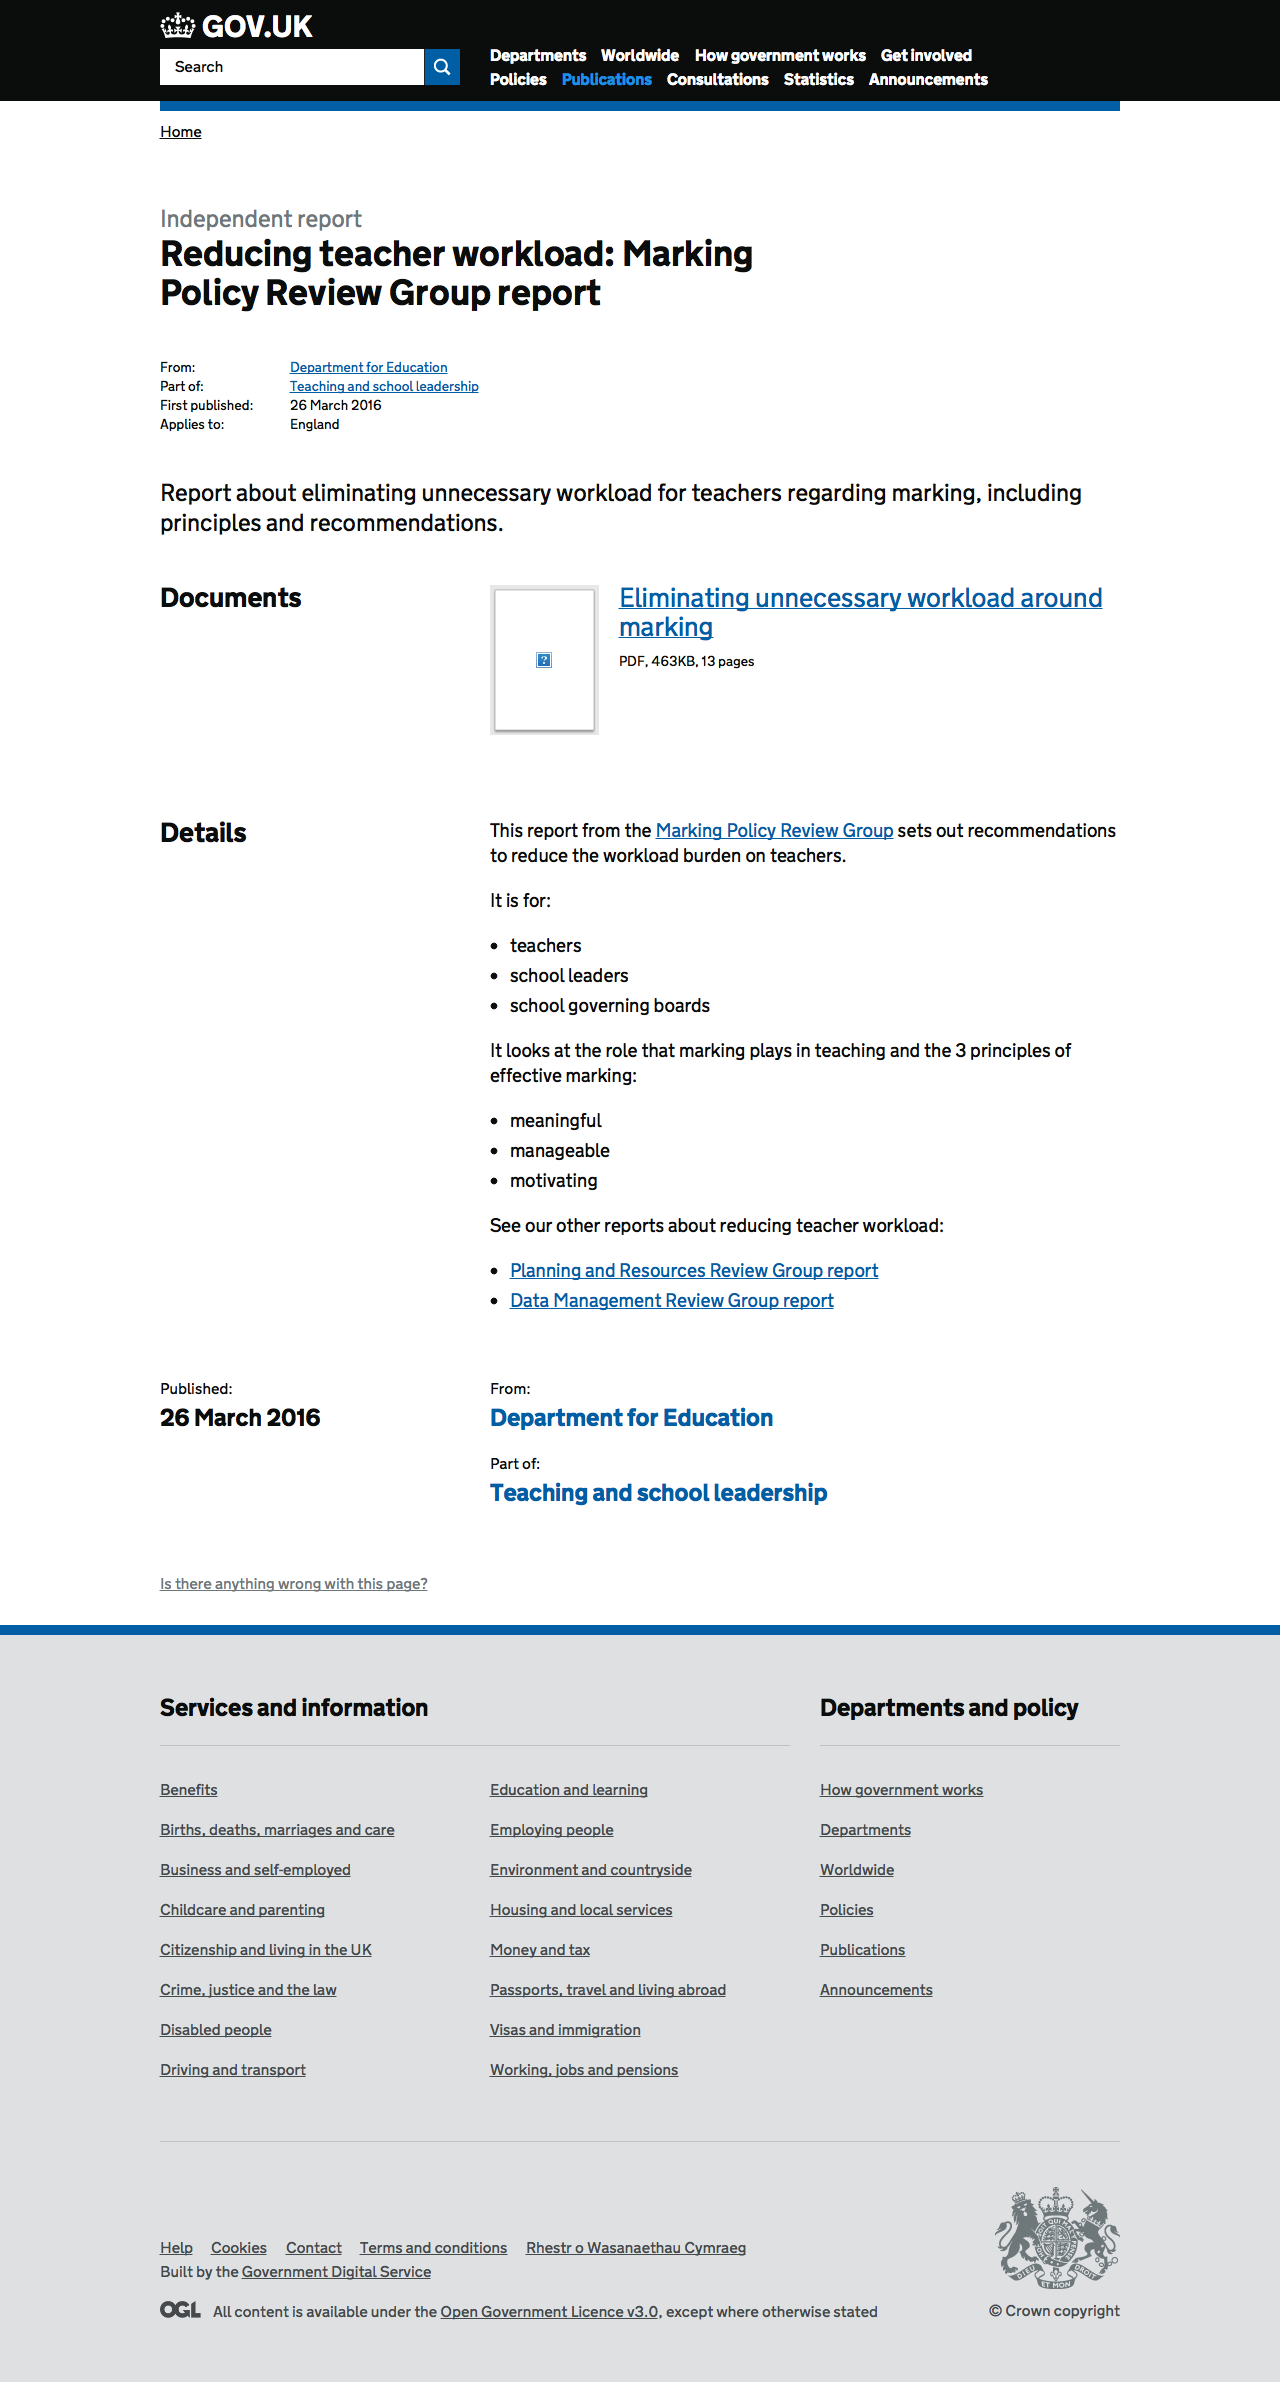 GOV.UK
Search
Departments Worldwide How government works Get involved
Policies Publications Consultations Statistics Announcements
Home
Independent report
Reducing teacher workload: Marking
Policy Review Group report
From: Department for Education
Part of: Teaching and school leadership
First published: 26 March 2016
Applies to: England
Report about eliminating unnecessary workload for teachers regarding marking, including
principles and recommendations.
Documents
Eliminating unnecessary workload around
marking
PDF, 463KB, 13 pages
Details
This report from the Marking Policy Review Group sets out recommendations
to reduce the workload burden on teachers.
It is for:
• teachers
• school leaders
• school governing boards
It looks at the role that marking plays in teaching and the 3 principles of
effective marking:
• meaningful
• manageable
• motivating
See our other reports about reducing teacher workload:
• Planning and Resources Review Group report
• Data Management Review Group report
Published:
26 March 2016
From:
Department for Education
Part of:
Teaching and school leadership
Is there anything wrong with this page?
Services and information
Benefits
Births, deaths, marriages and care
Business and self-employed
Childcare and parenting
Citizenship and living in the UK
Crime, justice and the law
Disabled people
Driving and transport
Education and learning
Employing people
Environment and countryside
Housing and local services
Money and tax
Passports, travel and living abroad
Visas and immigration
Working, jobs and pensions
Departments and policy
How government works
Departments
Worldwide
Policies
Publications
Announcements
Help Cookies Contact Terms and conditions Rhestr o Wasanaethau Cymraeg
Built by the Government Digital Service
OGL All content is available under the Open Government Licence v3.0, except where otherwise stated
DIEU ET MON DROIT
© Crown copyright